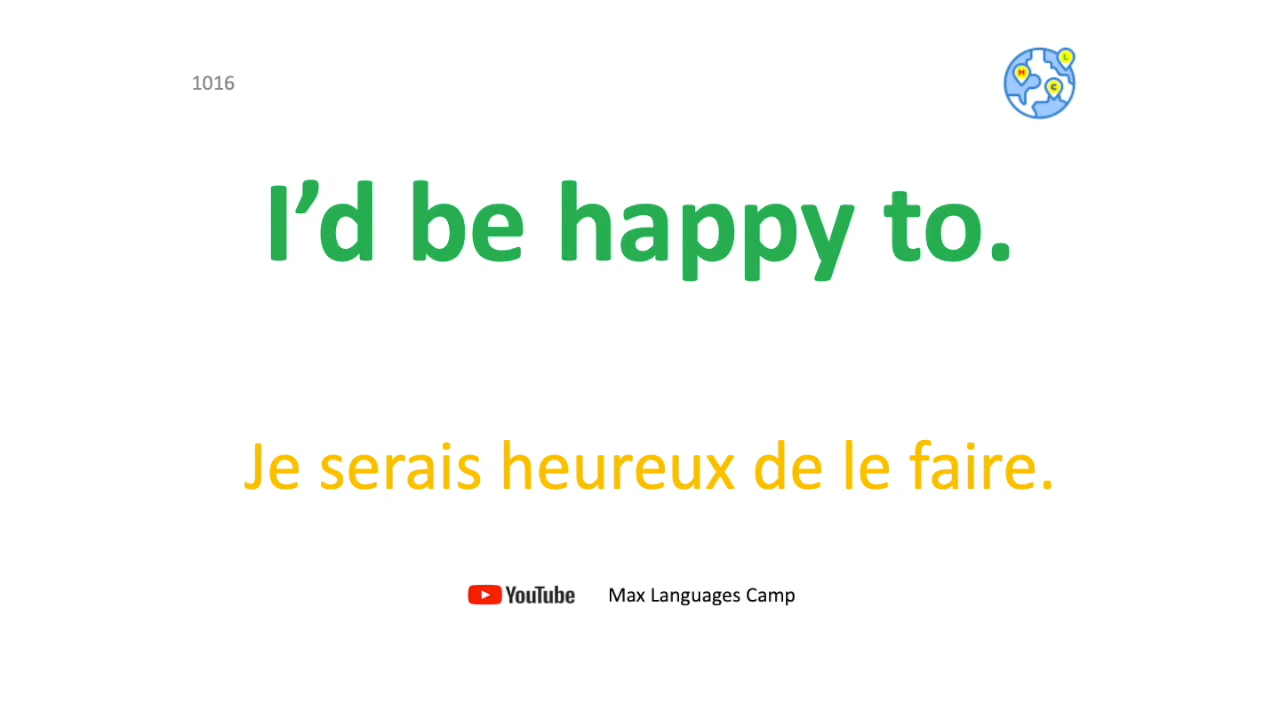 1016
M
L
C
I’d be happy to.
Je serais heureux de le faire.
YouTube Max Languages Camp